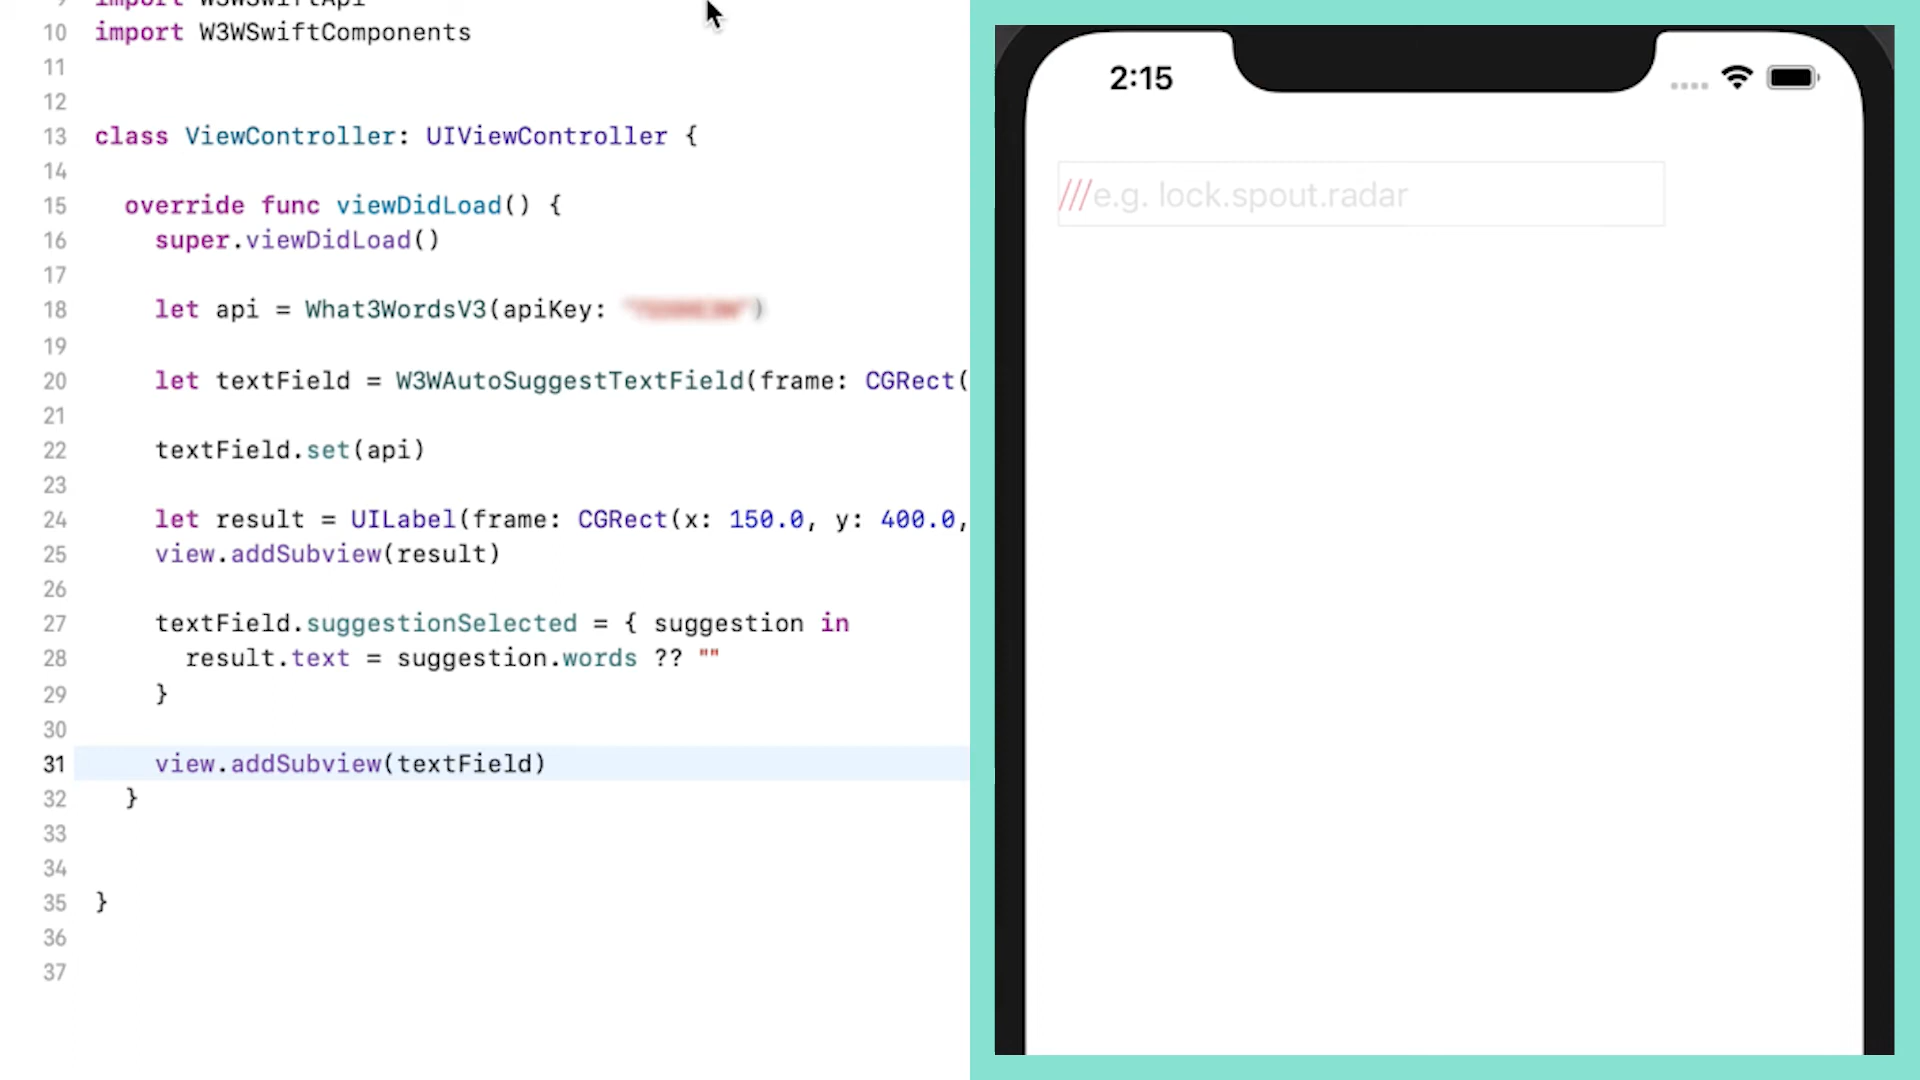 9 import W3WSwiftApi
10 import W3WSwiftComponents
11
12
13 class ViewController: UIViewController {
14
15 override func viewDidLoad() {
16 super.viewDidLoad()
17
18 let api = What3WordsV3(apiKey: " ")
19
20 let textField = W3WAutoSuggestTextField(frame: CGRect(
21
22 textField.set(api)
23
24 let result = UILabel(frame: CGRect(x: 150.0, y: 400.0,
25 view.addSubview(result)
26
27 textField.suggestionSelected = { suggestion in
28 result.text = suggestion.words ?? ""
29 }
30
31 view.addSubview(textField)
32 }
33
34
35 }
36
37
2:15
///e.g. lock.spout.radar